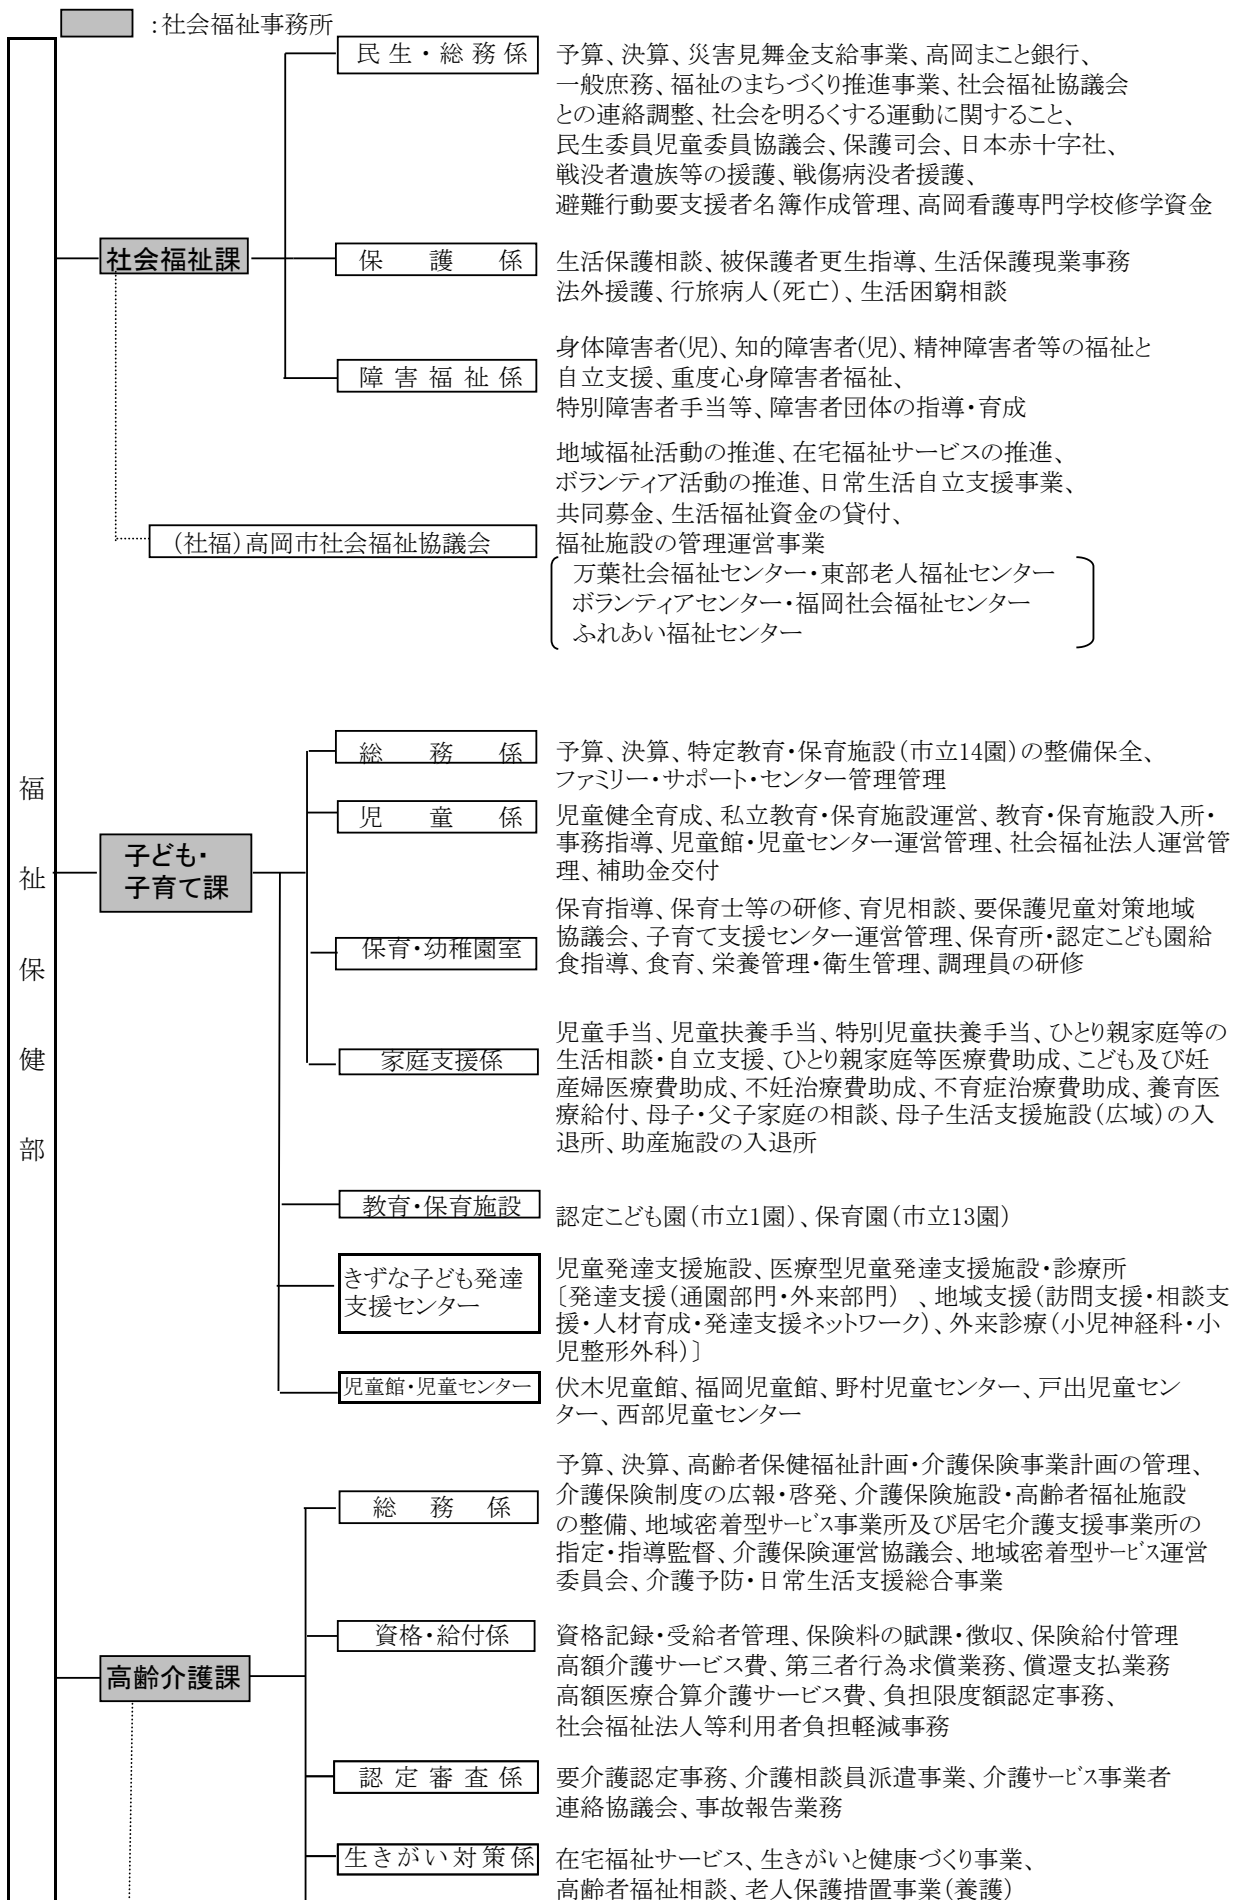 ：社会福祉事務所
福祉保健部
社会福祉課
民生・総務係
予算、決算、災害見舞金支給事業、高岡まこと銀行、
一般庶務、福祉のまちづくり推進事業、社会福祉協議会
との連絡調整、社会を明るくする運動に関すること、
民生委員児童委員協議会、保護司会、日本赤十字社、
戦没者遺族等の援護、戦傷病没者援護、
避難行動要支援者名簿作成管理、高岡看護専門学校修学資金
保護係
生活保護相談、被保護者更生指導、生活保護現業事務
法外援護、行旅病人(死亡)、生活困窮相談
障害福祉係
身体障害者(児)、知的障害者(児)、精神障害者等の福祉と
自立支援、重度心身障害者福祉、
特別障害者手当等、障害者団体の指導・育成
(社福)高岡市社会福祉協議会
地域福祉活動の推進、在宅福祉サービスの推進、
ボランティア活動の推進、日常生活自立支援事業、
共同募金、生活福祉資金の貸付、
福祉施設の管理運営事業
万葉社会福祉センター・東部老人福祉センター
ボランティアセンター・福岡社会福祉センター
ふれあい福祉センター
子ども・
子育て課
総務係
予算、決算、特定教育・保育施設(市立14園)の整備保全、
ファミリー・サポート・センター管理管理
児童係
児童健全育成、私立教育・保育施設運営、教育・保育施設入所・
事務指導、児童館・児童センター運営管理、社会福祉法人運営管
理、補助金交付
保育・幼稚園室
保育指導、保育士等の研修、育児相談、要保護児童対策地域
協議会、子育て支援センター運営管理、保育所・認定こども園給
食指導、食育、栄養管理・衛生管理、調理員の研修
家庭支援係
児童手当、児童扶養手当、特別児童扶養手当、ひとり親家庭等の
生活相談・自立支援、ひとり親家庭等医療費助成、こども及び妊
産婦医療費助成、不妊治療費助成、不育症治療費助成、養育医
療給付、母子・父子家庭の相談、母子生活支援施設(広域)の入
退所、助産施設の入退所
教育・保育施設
認定こども園(市立1園)、保育園(市立13園)
きずな子ども発達
支援センター
児童発達支援施設、医療型児童発達支援施設・診療所
〔発達支援(通園部門・外来部門) 、地域支援(訪問支援・相談支
援・人材育成・発達支援ネットワーク)、外来診療(小児神経科・小
児整形外科)〕
児童館・児童センター
伏木児童館、福岡児童館、野村児童センター、戸出児童セン
ター、西部児童センター
高齢介護課
総務係
予算、決算、高齢者保健福祉計画・介護保険事業計画の管理、
介護保険制度の広報・啓発、介護保険施設・高齢者福祉施設
の整備、地域密着型サービス事業所及び居宅介護支援事業所の
指定・指導監督、介護保険運営協議会、地域密着型サービス運営
委員会、介護予防・日常生活支援総合事業
資格・給付係
資格記録・受給者管理、保険料の賦課・徴収、保険給付管理
高額介護サービス費、第三者行為求償業務、償還支払業務
高額医療合算介護サービス費、負担限度額認定事務、
社会福祉法人等利用者負担軽減事務
認定審査係
要介護認定事務、介護相談員派遣事業、介護サービス事業者
連絡協議会、事故報告業務
生きがい対策係
在宅福祉サービス、生きがいと健康づくり事業、
高齢者福祉相談、老人保護措置事業(養護)